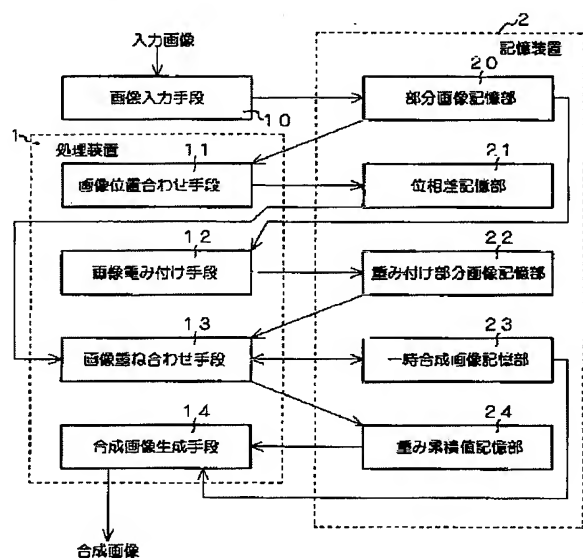 入力画像
2
記憶装置
画像入力手段
10
20
部分画像記憶部
1
処理装置
11
画像位置合わせ手段
21
位相差記憶部
12
画像重み付け手段
22
重み付け部分画像記憶部
13
画像重ね合わせ手段
23
一時合成画像記憶部
14
合成画像生成手段
24
重み累積値記憶部
合成画像